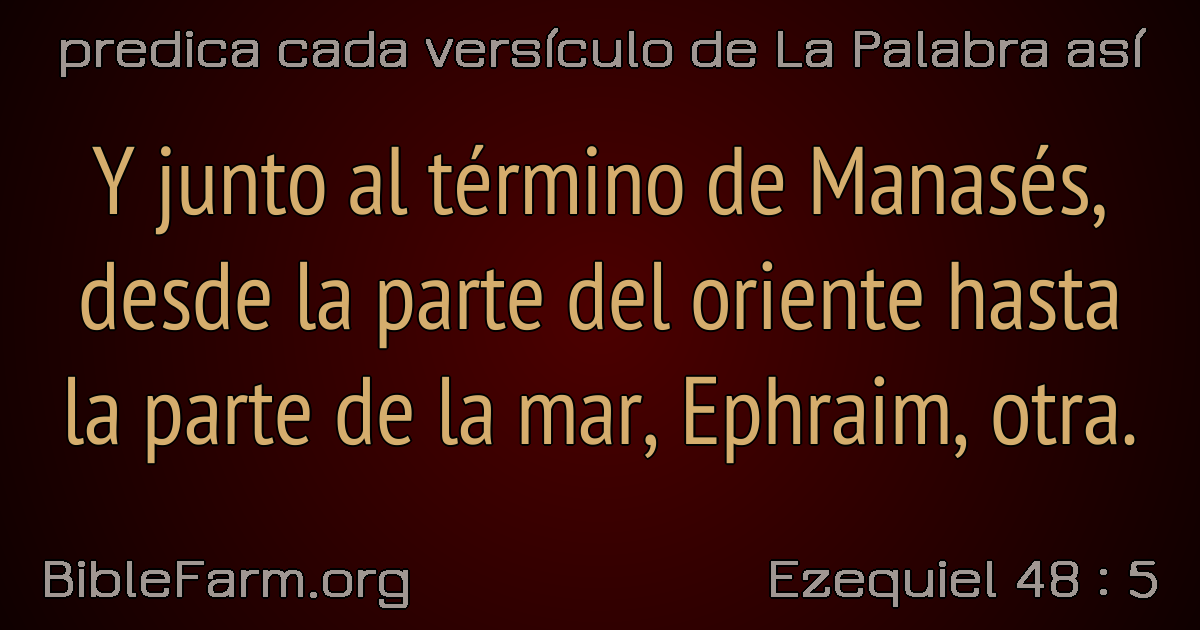 predica cada versículo de La Palabra así
Y junto al término de Manasés,
desde la parte del oriente hasta
la parte de la mar, Ephraim, otra.
BibleFarm.org
Ezequiel 48 : 5